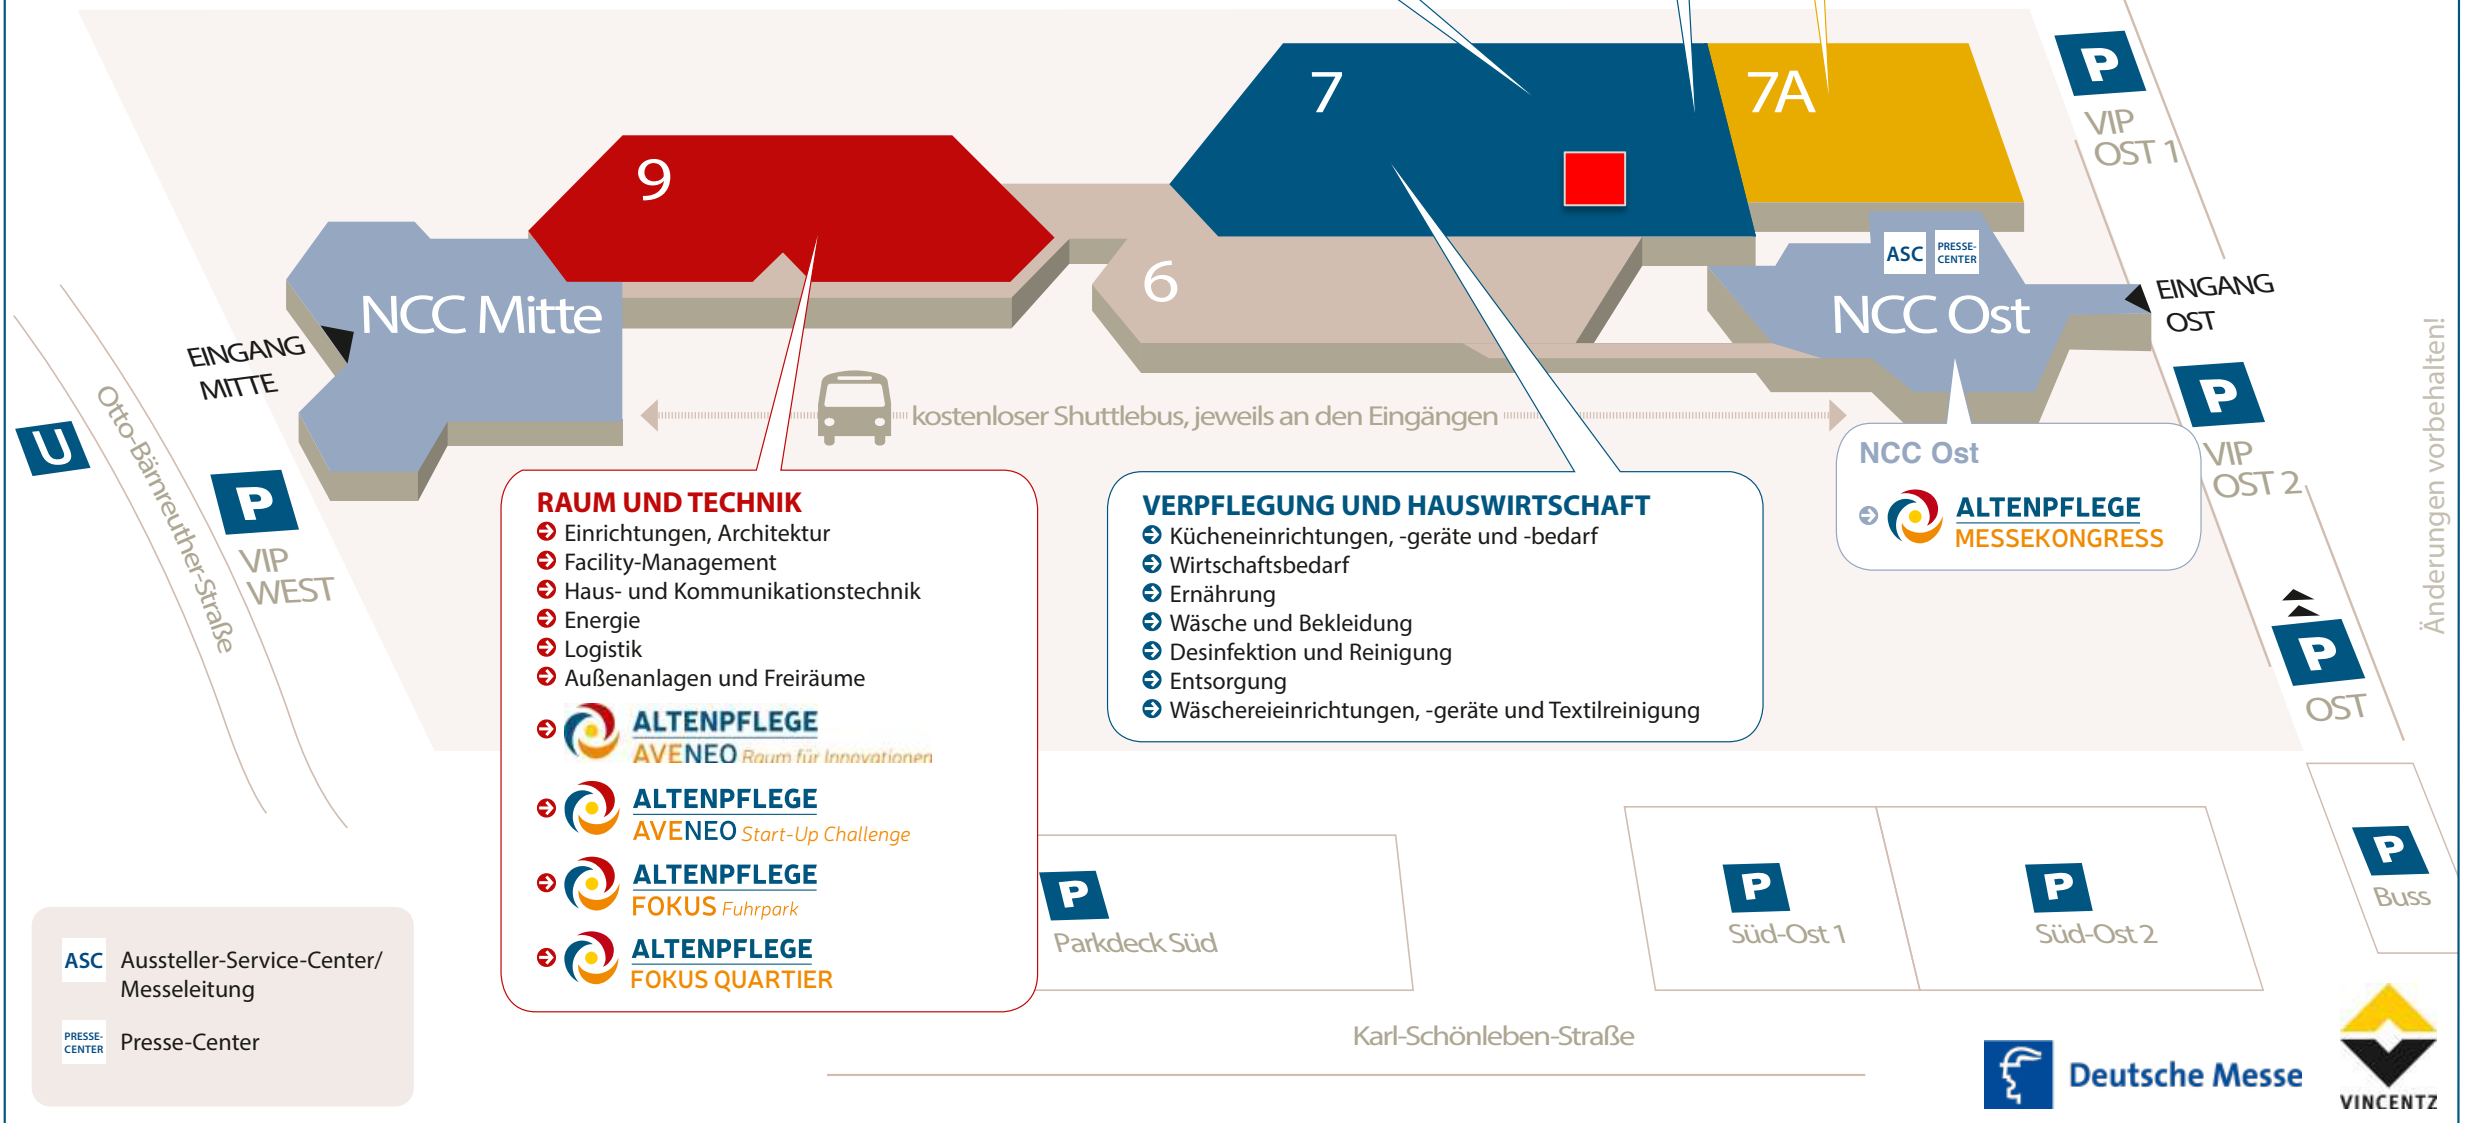 7
7A
9
6
NCC Mitte
NCC Ost
ASC
PRESSE-
CENTER
EINGANG
MITTE
EINGANG
OST
P
VIP
OST 1
P
VIP
OST 2
P
OST
U
Otto-Bärnreuther-Straße
P
VIP
WEST
kostenloser Shuttlebus, jeweils an den Eingängen
RAUM UND TECHNIK
Einrichtungen, Architektur
Facility-Management
Haus- und Kommunikationstechnik
Energie
Logistik
Außenanlagen und Freiräume
ALTENPFLEGE
AVENEO Raum für Innovationen
ALTENPFLEGE
AVENEO Start-Up Challenge
ALTENPFLEGE
FOKUS Fuhrpark
ALTENPFLEGE
FOKUS QUARTIER
VERPFLEGUNG UND HAUSWIRTSCHAFT
Kücheneinrichtungen, -geräte und -bedarf
Wirtschaftsbedarf
Ernährung
Wäsche und Bekleidung
Desinfektion und Reinigung
Entsorgung
Wäschereieinrichtungen, -geräte und Textilreinigung
NCC Ost
ALTENPFLEGE
MESSEKONGRESS
Änderungen vorbehalten!
P
Parkdeck Süd
P
Süd-Ost 1
P
Süd-Ost 2
P
Buss
Karl-Schönleben-Straße
ASC Aussteller-Service-Center/
Messeleitung
PRESSE-
CENTER Presse-Center
Deutsche Messe
VINCENTZ